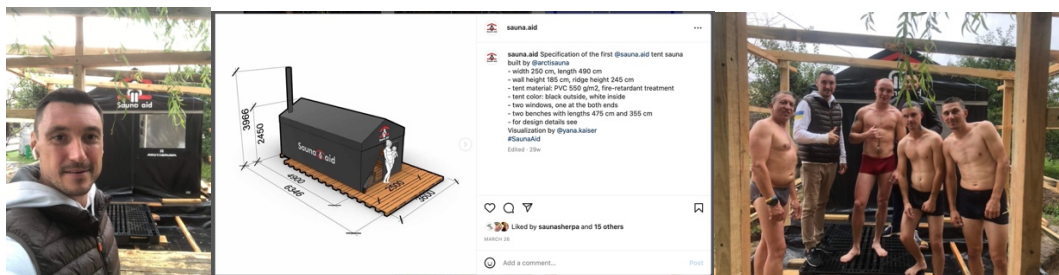 Sauna aid
sauna.aid
sauna.aid Specification of the first @sauna.aid tent sauna
built by @arctisauna
- width 250 cm, length 490 cm
- wall height 185 cm, ridge height 245 cm
- tent material: PVC 550 g/m2, fire-retardant treatment
- tent color: black outside, white inside
- two windows, one at the both ends
- two benches with lengths 475 cm and 355 cm
- for design details see
Visualization by @yana.kaiser
#SaunaAid
Edited · 29w
3966
2450
Sauna aid
4900
6346
2500
Liked by saunasherpa and 15 others
MARCH 26
Add a comment...
Post
Sauna aid